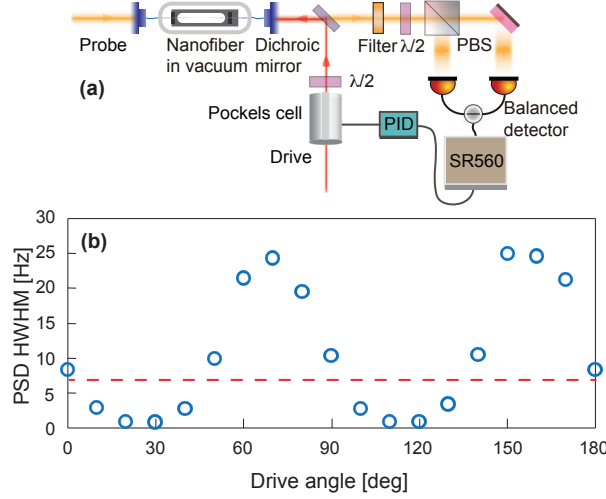 Probe
Nanofiber
in vacuum
Dichroic
mirror
Filter
λ/2
PBS
(a)
λ/2
Pockels cell
PID
Balanced
detector
Drive
SR560
(b)
PSD HWHM [Hz]
30
25
20
15
10
5
0
0
30
60
90
120
150
180
Drive angle [deg]